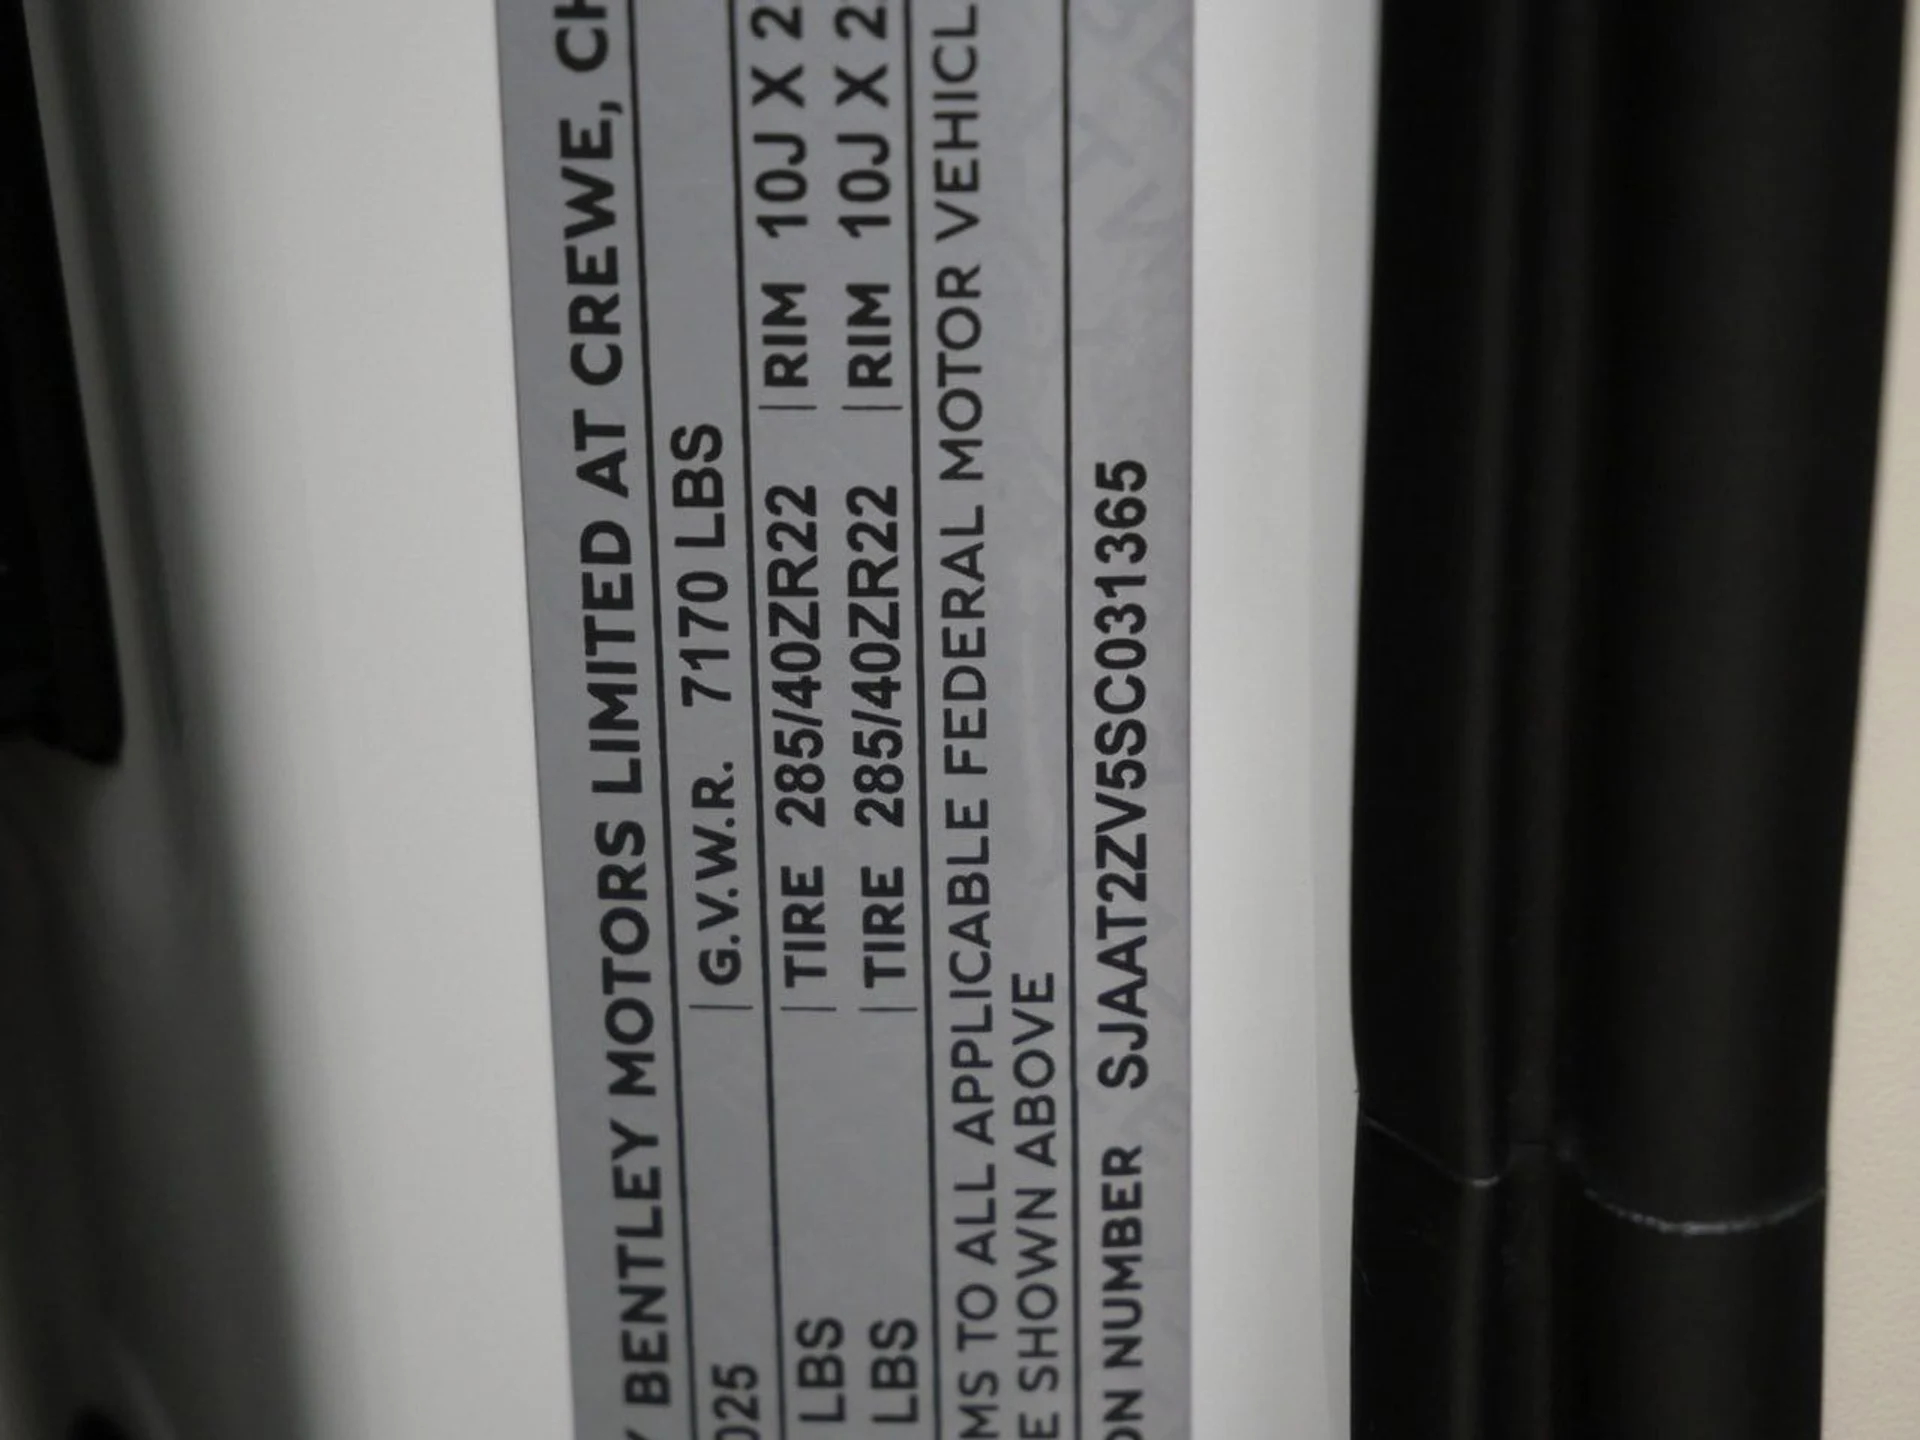 Y BENTLEY MOTORS LIMITED AT CREWE, CH
025 G.V.W.R. 7170 LBS
LBS TIRE 285/40ZR22 RIM 10J X 2
LBS TIRE 285/40ZR22 RIM 10J X 2
MS TO ALL APPLICABLE FEDERAL MOTOR VEHICL
E SHOWN ABOVE
ON NUMBER SJAAT2ZV5SC031365